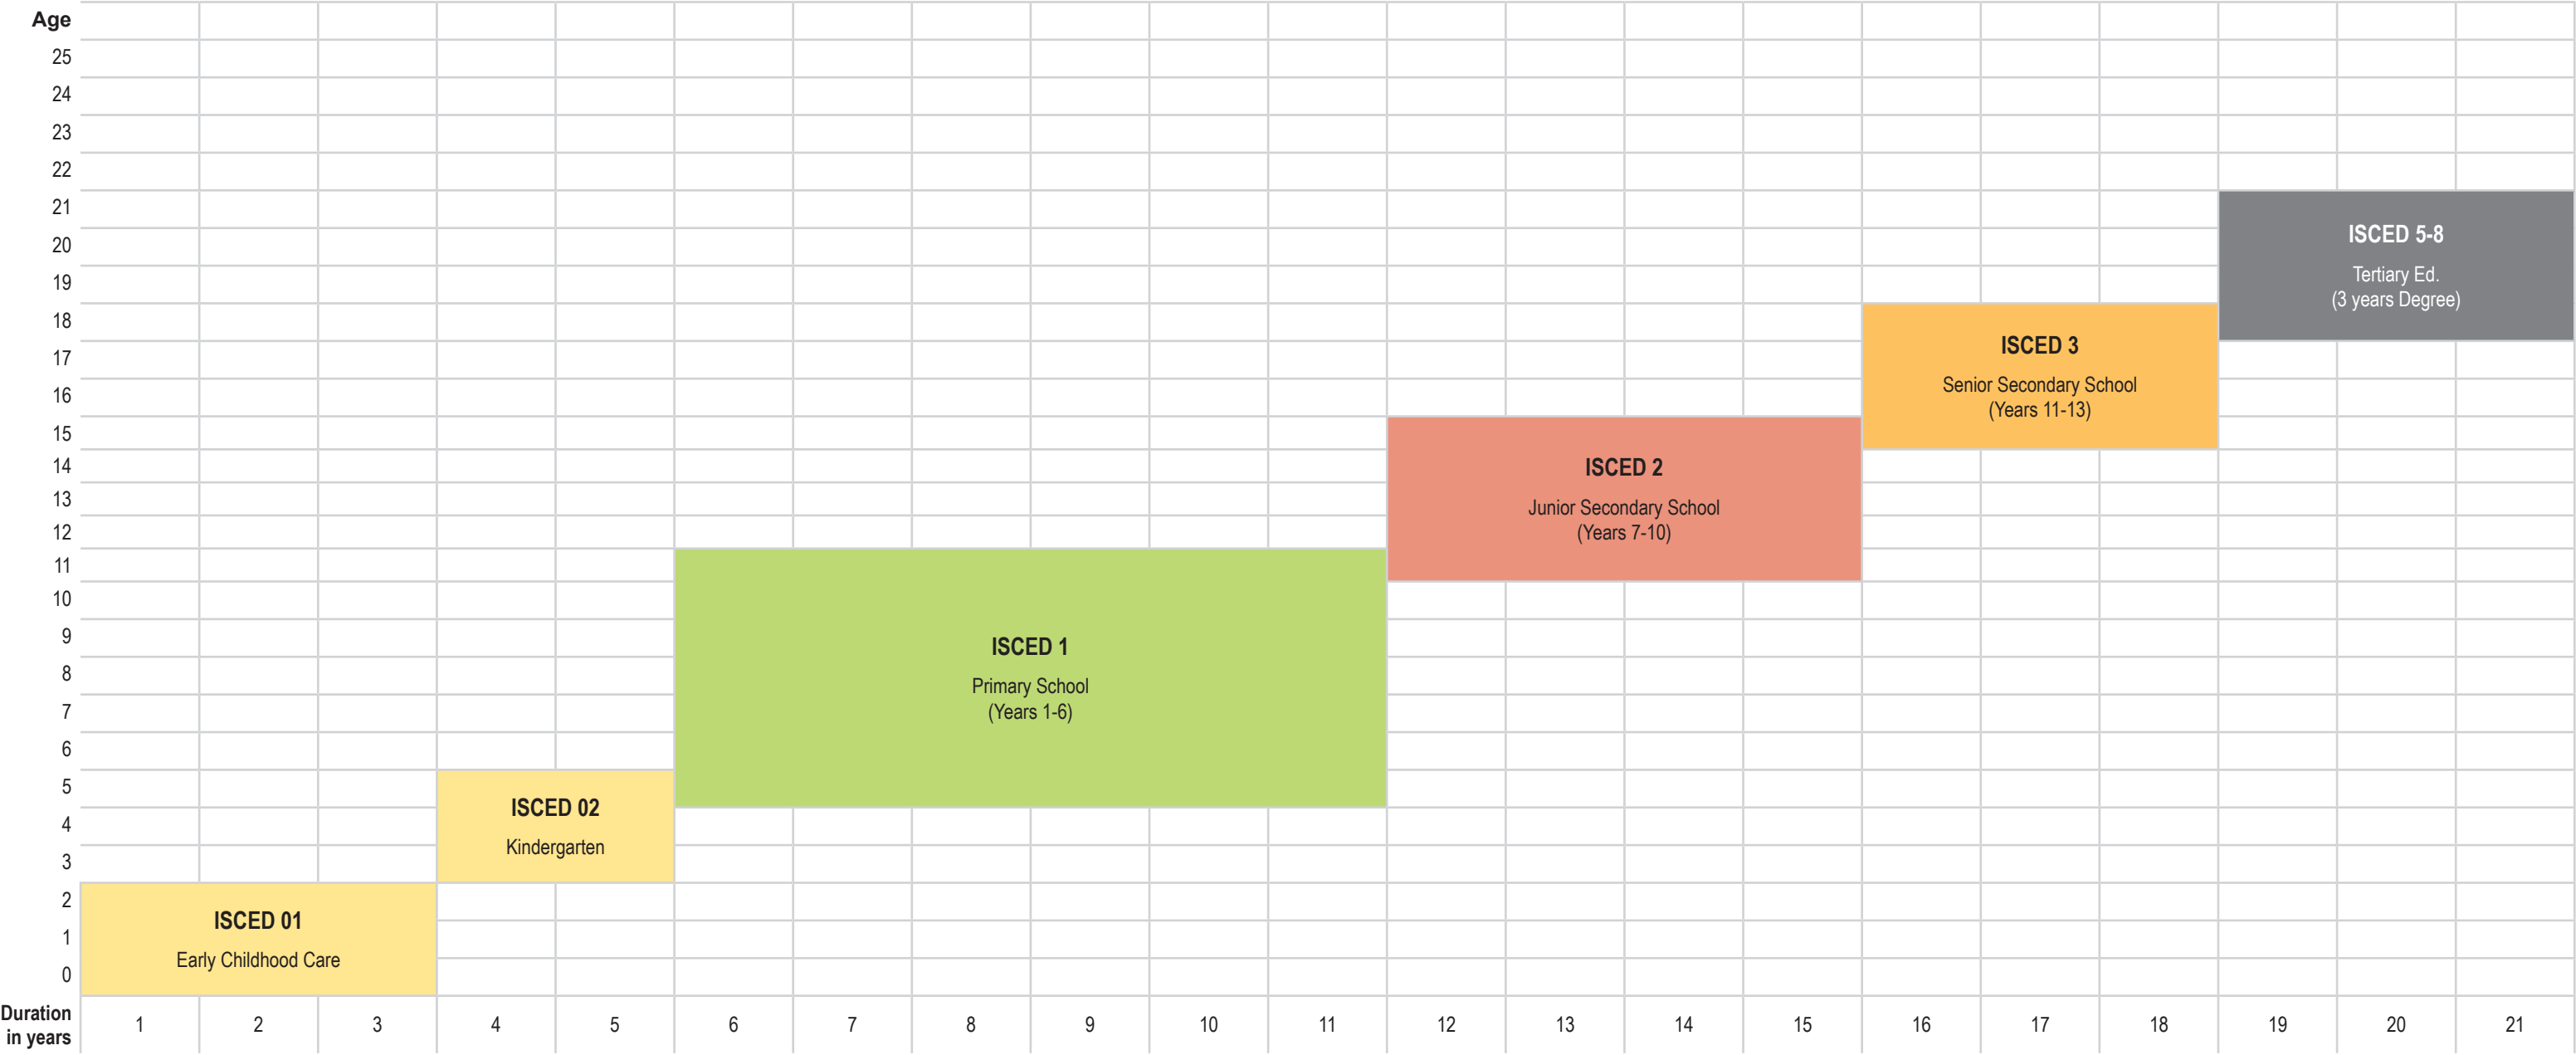 Age
25
24
23
22
21
20
19
18
17
16
15
14
13
12
11
10
9
8
7
6
5
4
3
2
1
0
ISCED 5-8
Tertiary Ed.
(3 years Degree)
ISCED 3
Senior Secondary School
(Years 11-13)
ISCED 2
Junior Secondary School
(Years 7-10)
ISCED 1
Primary School
(Years 1-6)
ISCED 02
Kindergarten
ISCED 01
Early Childhood Care
Duration
in years
1 2 3 4 5 6 7 8 9 10 11 12 13 14 15 16 17 18 19 20 21